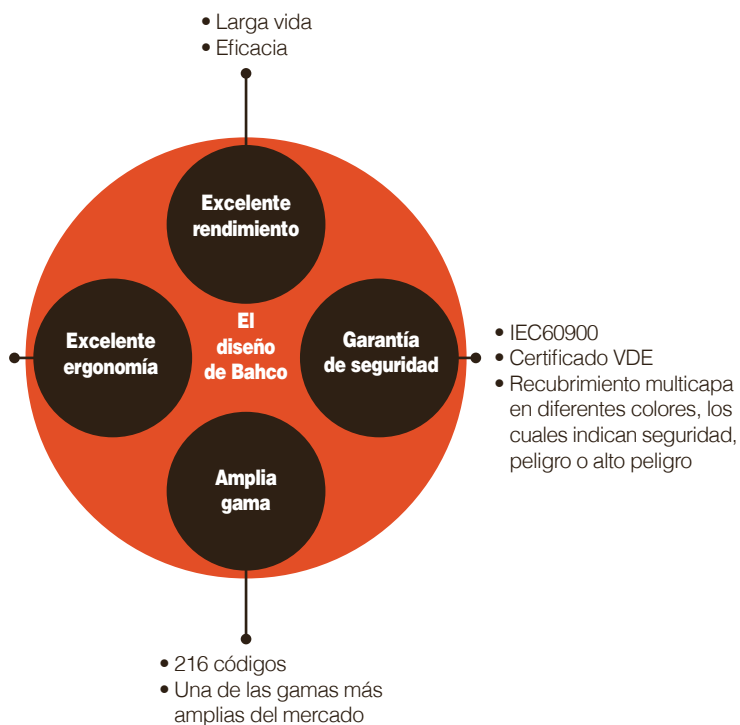 • Larga vida
• Eficacia
Excelente
rendimiento
Excelente
ergonomía
El
diseño
de Bahco
Garantía
de seguridad
• IEC60900
• Certificado VDE
• Recubrimiento multicapa
en diferentes colores, los
cuales indican seguridad,
peligro o alto peligro
Amplia
gama
• 216 códigos
• Una de las gamas más
amplias del mercado